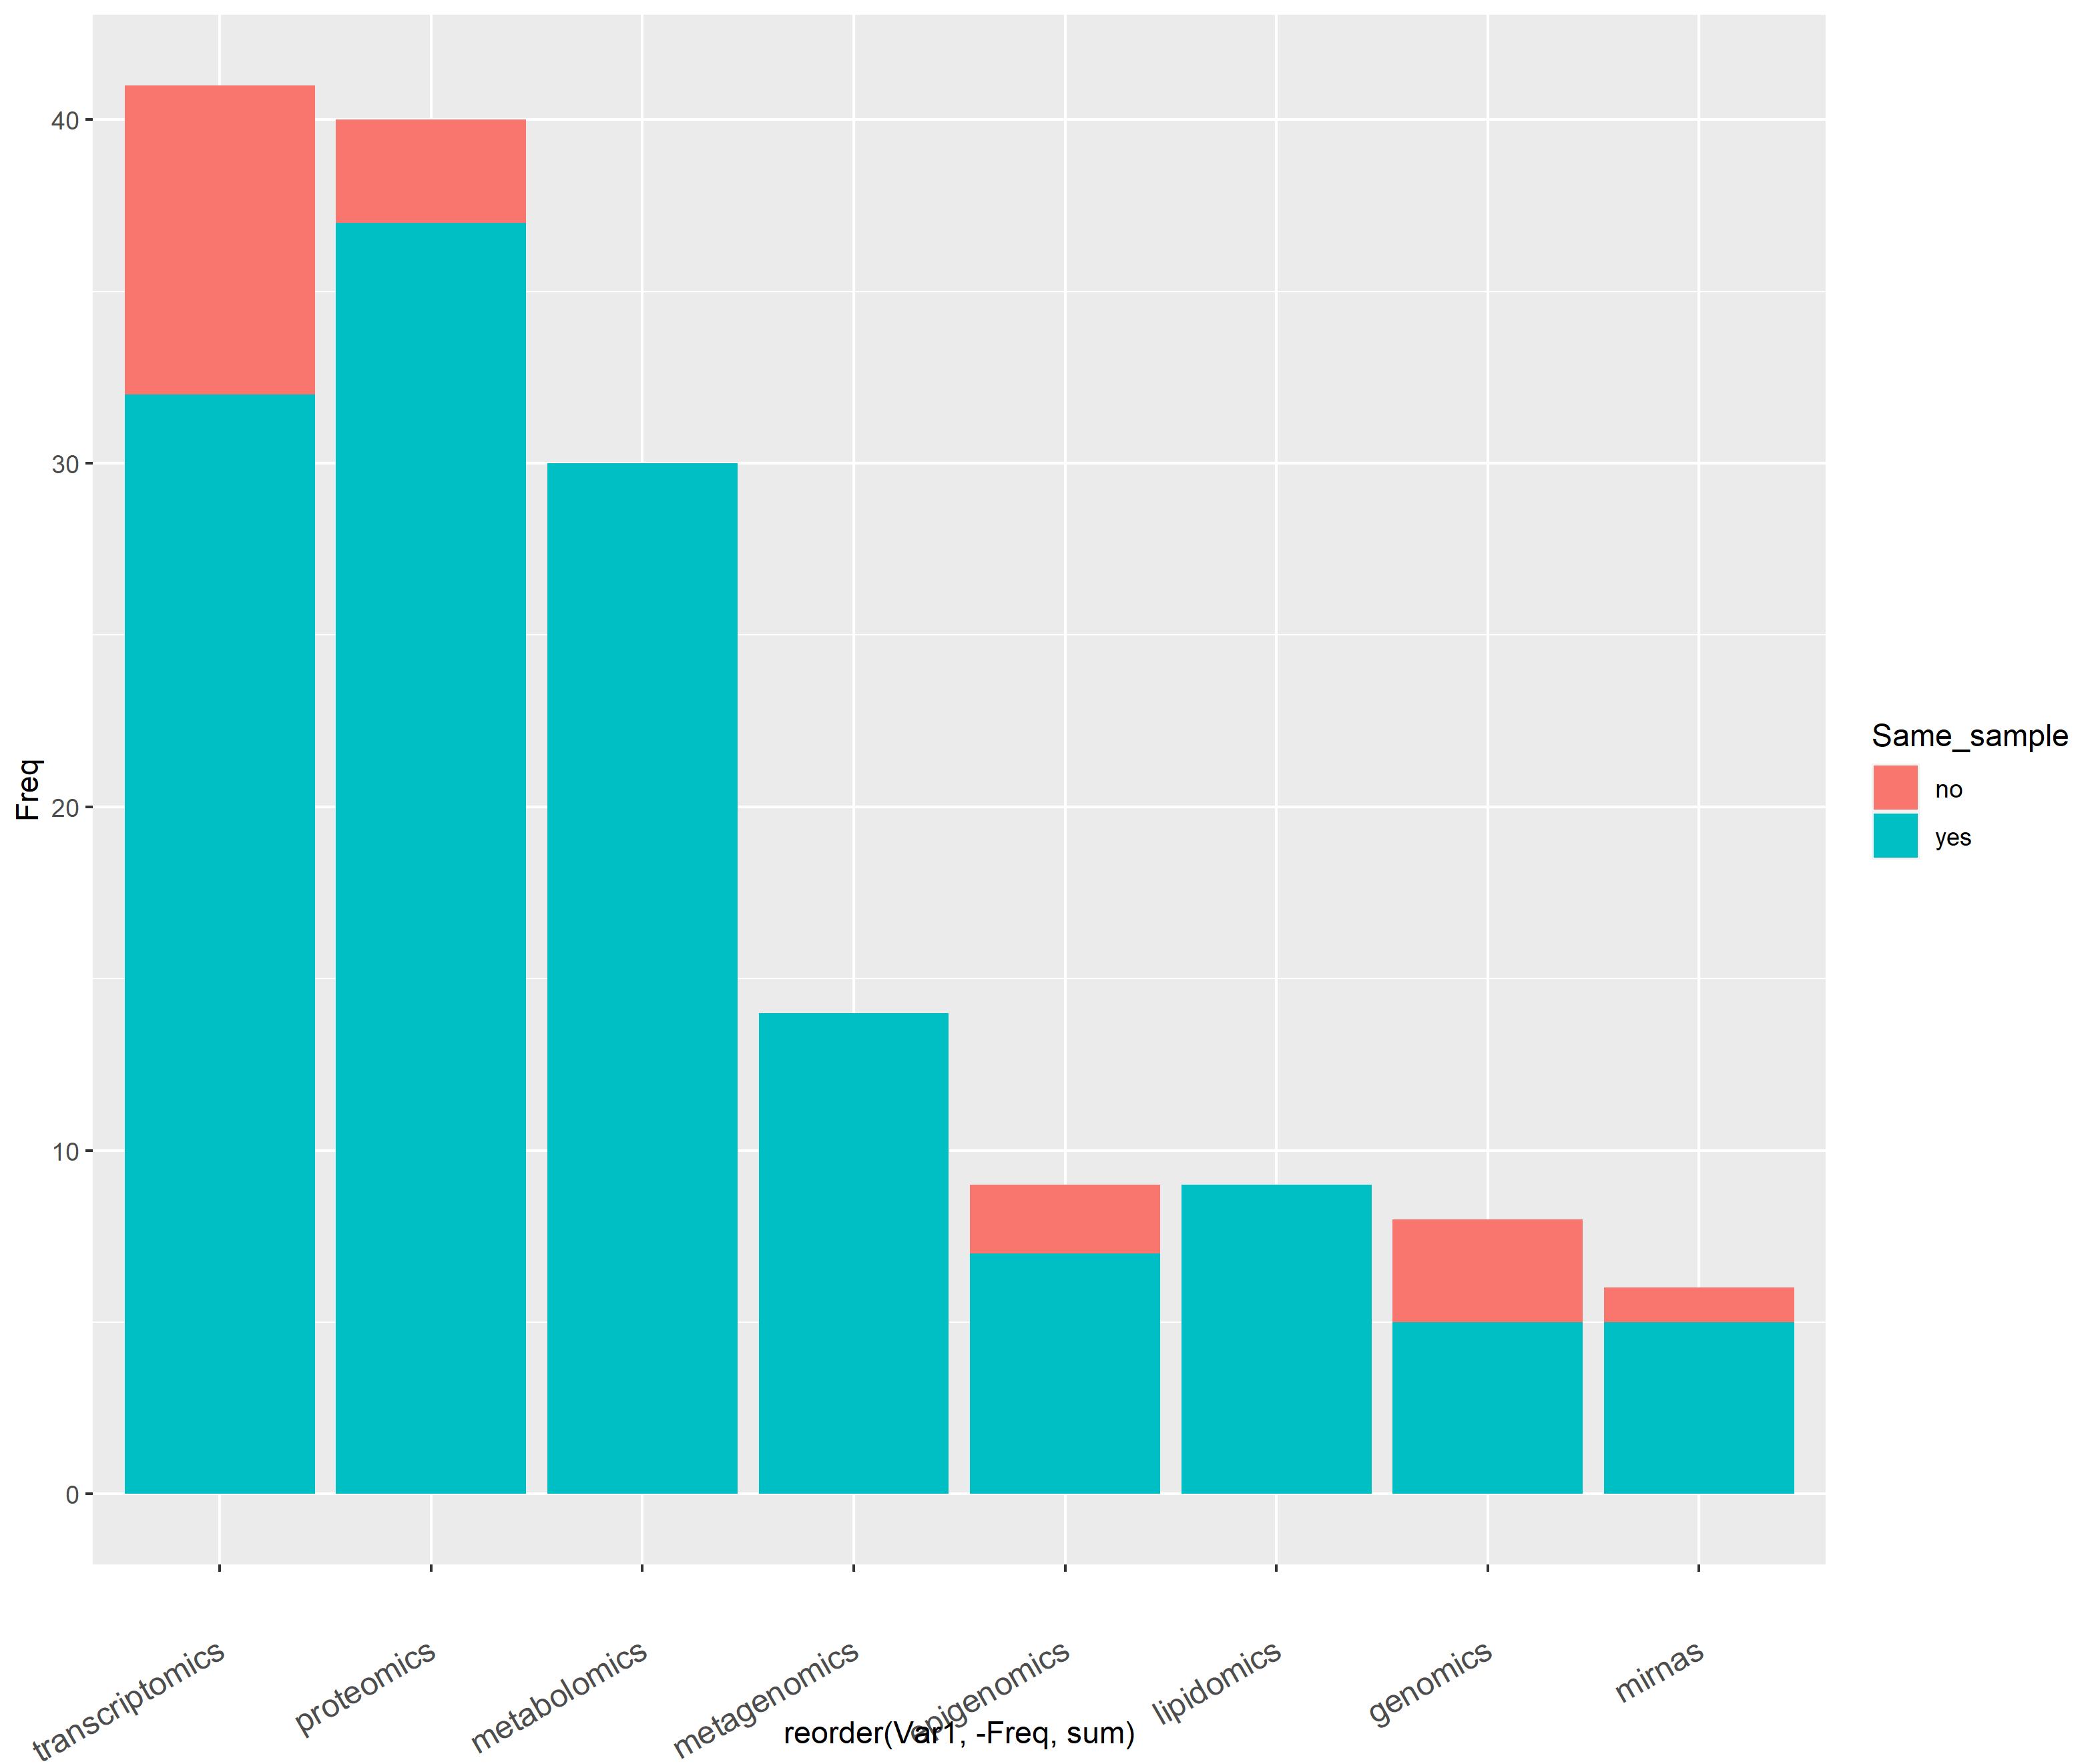 40
30
20
10
0
Freq
transcriptomics
proteomics
metabolomics
metagenomics
epigenomics
lipidomics
genomics
mirnas
reorder(Var1, -Freq, sum)
Same_sample
no
yes